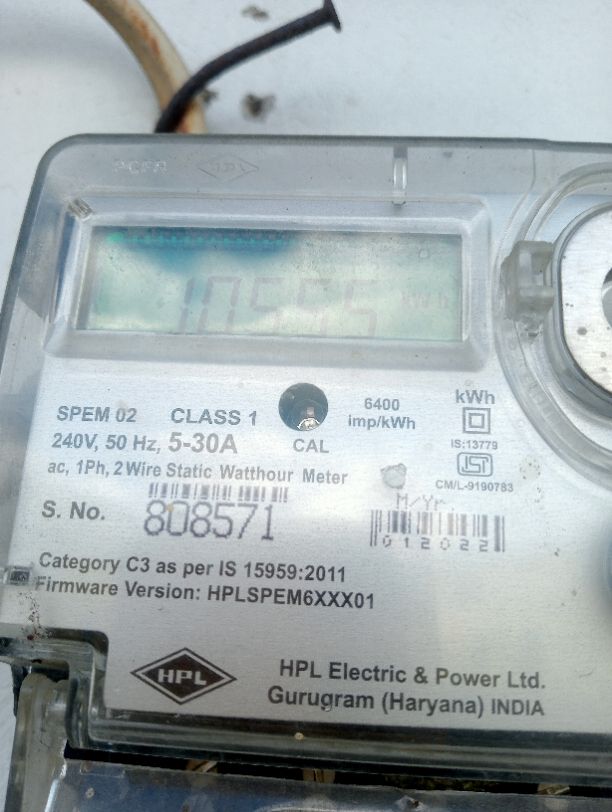 HPL
10555 kWh
SPEM 02 CLASS 1
6400
imp/kWh
kWh
240V, 50 Hz, 5-30A
CAL
IS:13779
ac, 1Ph, 2 Wire Static Watthour Meter
ISI
CM/L-9190783
S. No. 808571
M/Yr
012022
Category C3 as per IS 15959:2011
Firmware Version: HPLSPEM6XXX01
HPL
HPL Electric & Power Ltd.
Gurugram (Haryana) INDIA